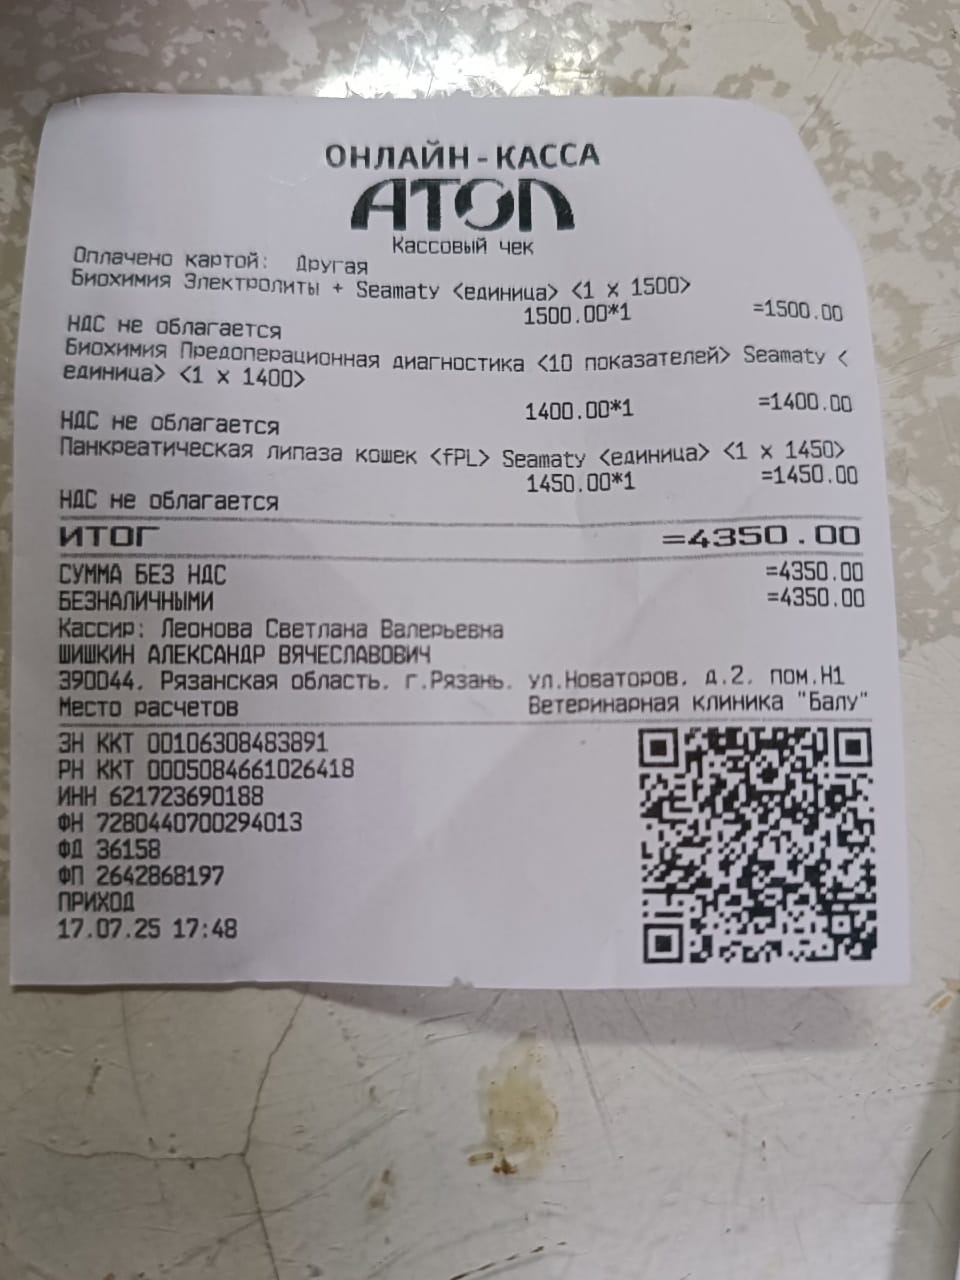 ОНЛАЙН-КАССА
АТОЛ
Кассовый чек
Оплачено картой: Другая
Биохимия Электролиты + Seamaty <единица> <1 x 1500>
1500.00*1 =1500.00
НДС не облагается
Биохимия Предоперационная диагностика <10 показателей> Seamaty <
единица> <1 x 1400>
1400.00*1 =1400.00
НДС не облагается
Панкреатическая липаза кошек <fPL> Seamaty <единица> <1 x 1450>
1450.00*1 =1450.00
НДС не облагается
ИТОГ =4350.00
СУММА БЕЗ НДС =4350.00
БЕЗНАЛИЧНЫМИ =4350.00
Кассир: Леонова Светлана Валерьевна
ШИШКИН АЛЕКСАНДР ВЯЧЕСЛАВОВИЧ
390044, Рязанская область, г.Рязань, ул.Новаторов, д.2, пом.Н1
Место расчетов Ветеринарная клиника "Балу"
ЗН ККТ 00106308483891
РН ККТ 0005084661026418
ИНН 621723690188
ФН 7280440700294013
ФД 36158
ФП 2642868197
ПРИХОД
17.07.25 17:48